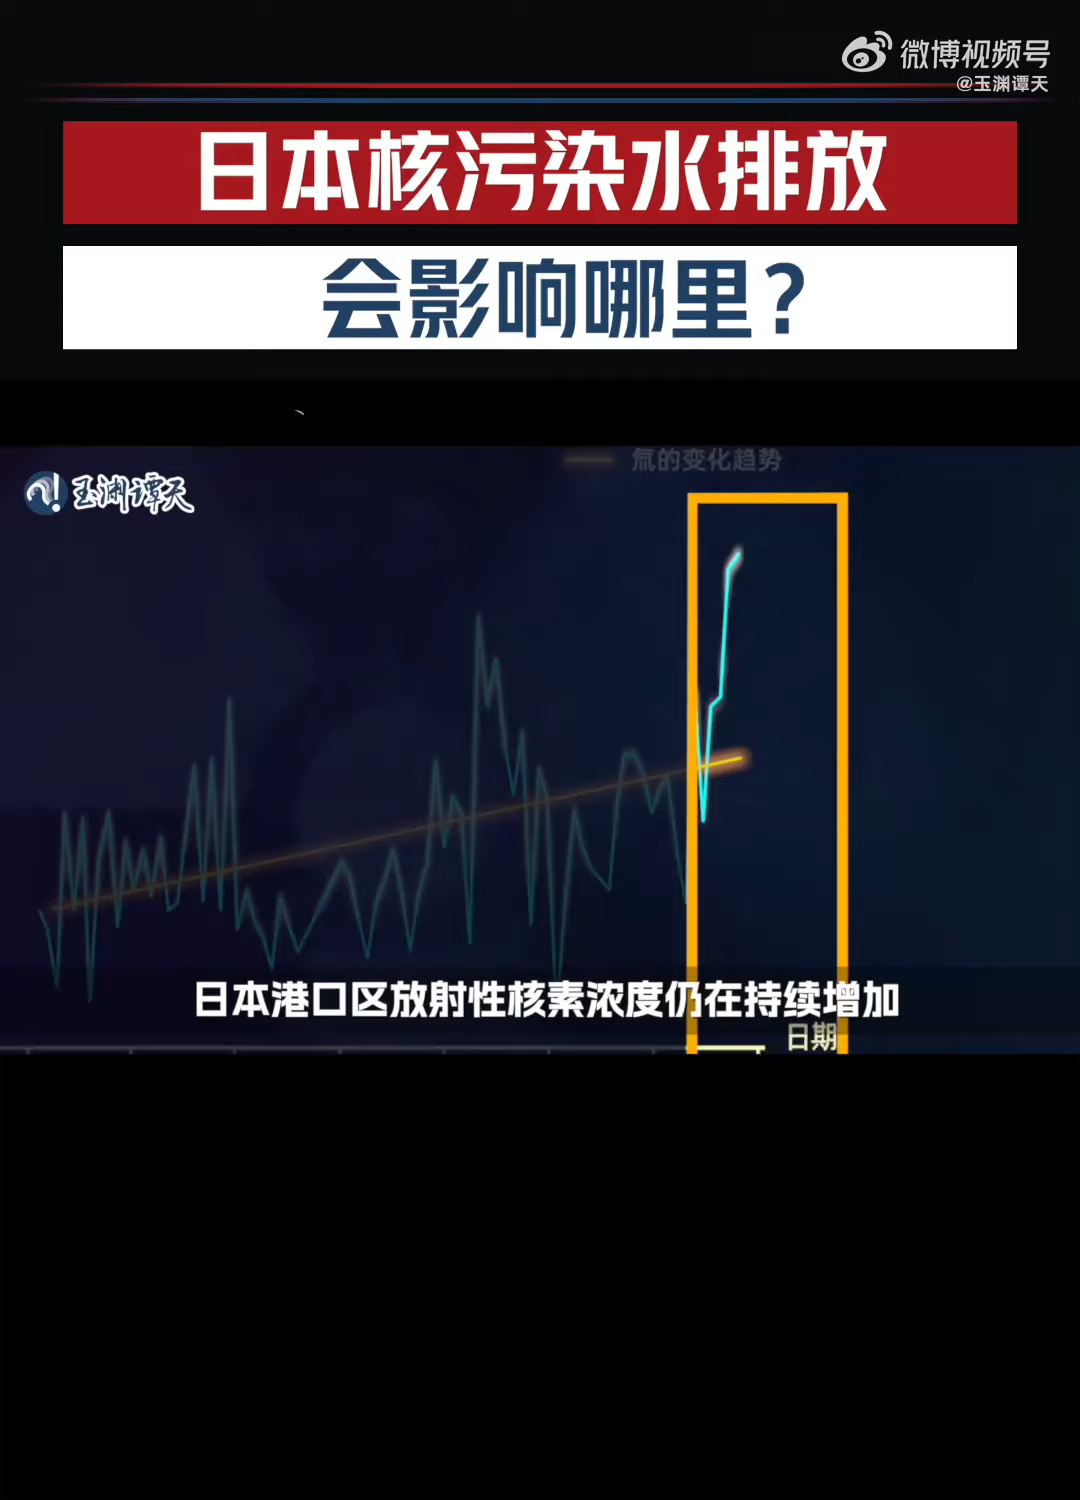 微博视频号
@玉渊谭天
日本核污染水排放
会影响哪里？
玉渊谭天
氚的变化趋势
日本港口区放射性核素浓度仍在持续增加
日期